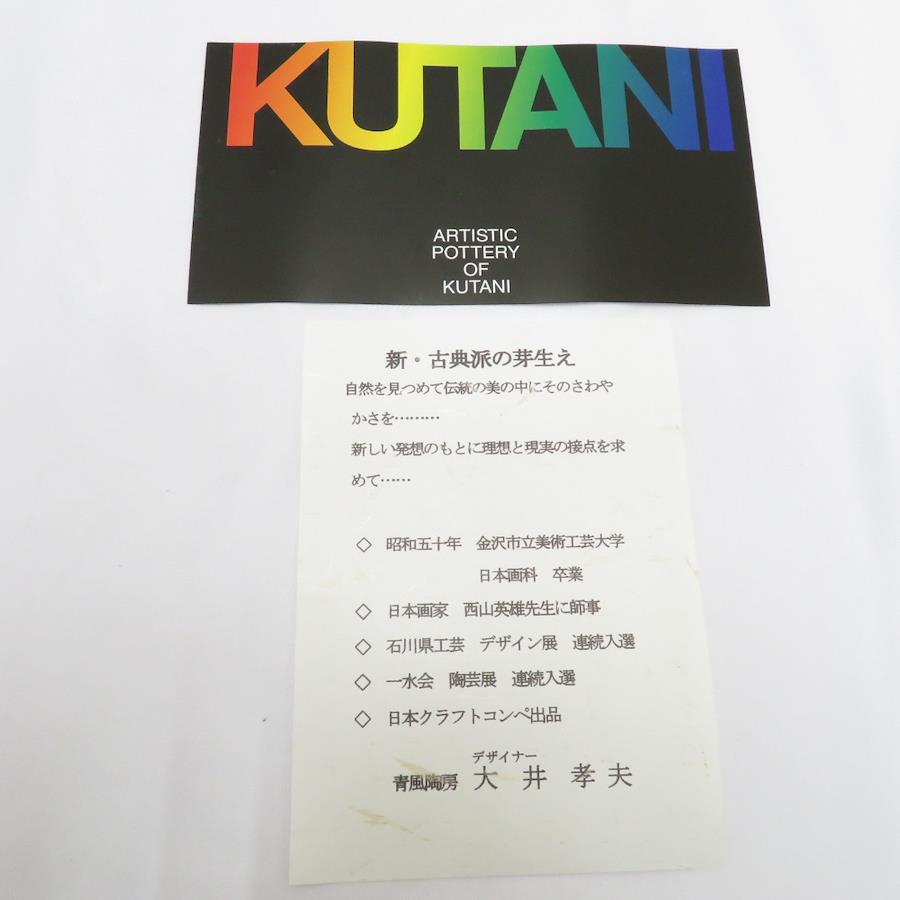 KUTANI
ARTISTIC
POTTERY
OF
KUTANI
新・古典派の芽生え
自然を見つめて伝統の美の中にそのさわや
かさを………
新しい発想のもとに理想と現実の接点を求
めて……
◇ 昭和五十年 金沢市立美術工芸大学
日本画科 卒業
◇ 日本画家 西山英雄先生に師事
◇ 石川県工芸 デザイン展 連続入選
◇ 一水会 陶芸展 連続入選
◇ 日本クラフトコンペ出品
デザイナー
青風陶房 大井 孝夫